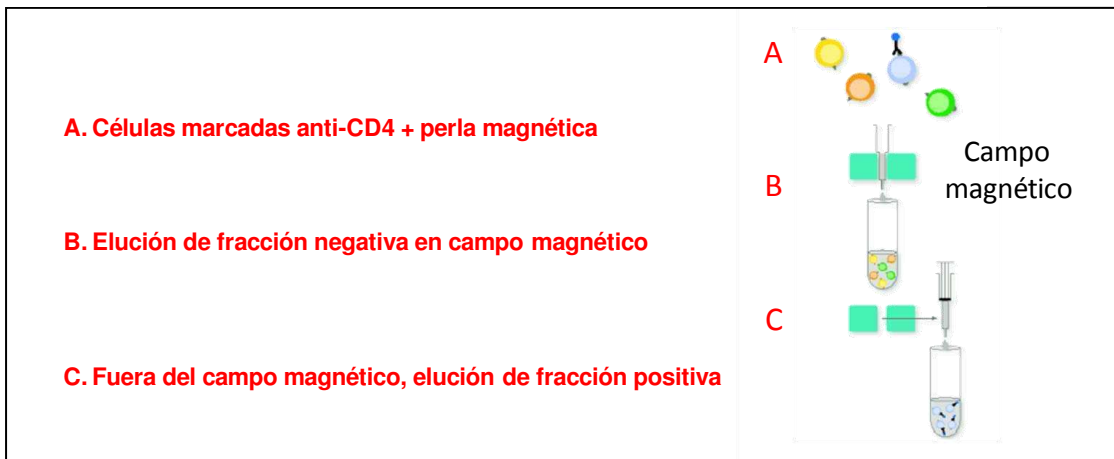 A
A. Células marcadas anti-CD4 + perla magnética
Campo
magnético
B
B. Elución de fracción negativa en campo magnético
C
C. Fuera del campo magnético, elución de fracción positiva